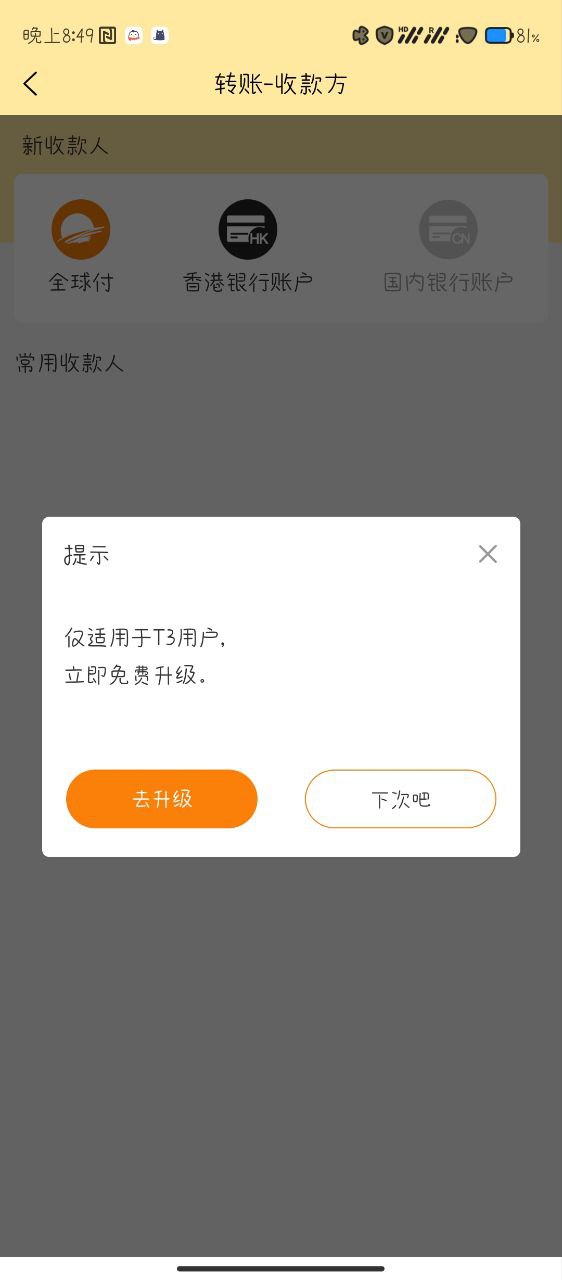 晚上8:49
81%
转账-收款方
新收款人
HK
CN
全球付
香港银行账户
国内银行账户
常用收款人
提示
仅适用于T3用户,
立即免费升级。
去升级
下次吧